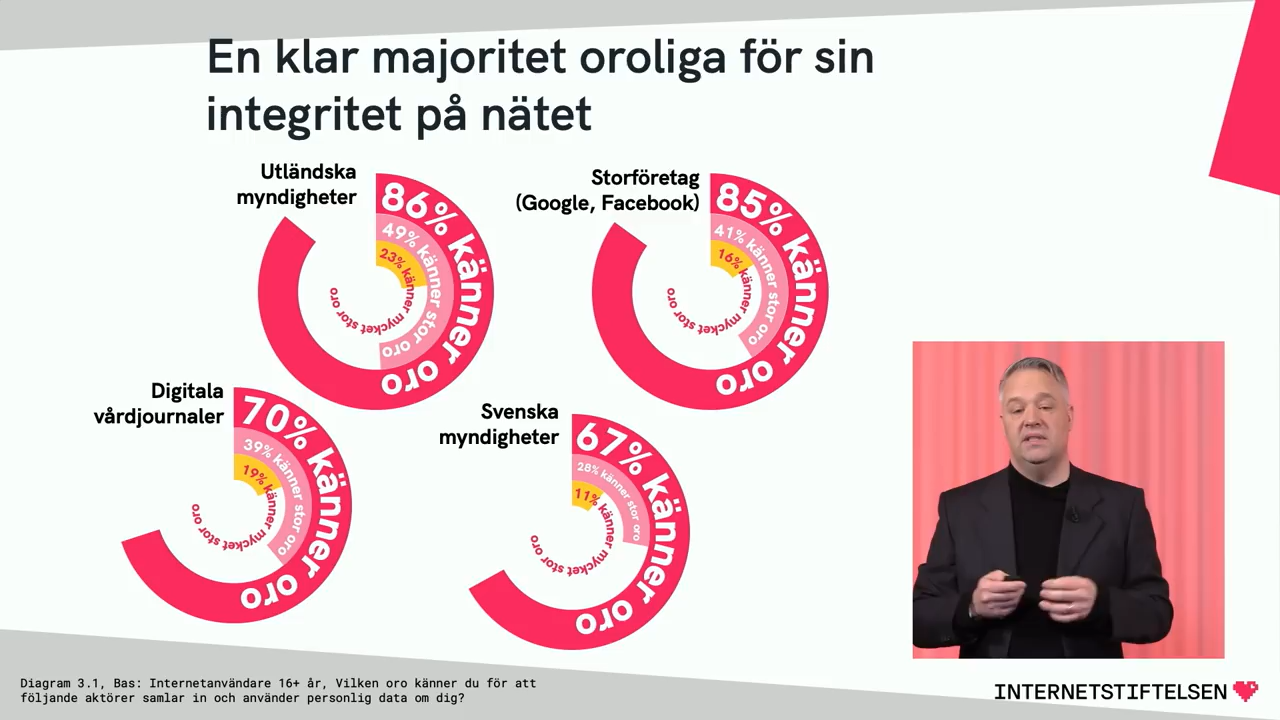 En klar majoritet oroliga för sin
integritet på nätet
Utländska
myndigheter
86% känner oro
49% känner stor oro
23% känner mycket stor oro
Storföretag
(Google, Facebook)
85% känner oro
41% känner stor oro
16% känner mycket stor oro
Digitala
vårdjournaler
70% känner oro
39% känner stor oro
19% känner mycket stor oro
Svenska
myndigheter
67% känner oro
28% känner stor oro
11% känner mycket stor oro
Diagram 3.1, Bas: Internetanvändare 16+ år, Vilken oro känner du för att
följande aktörer samlar in och använder personlig data om dig?
INTERNETSTIFTELSEN